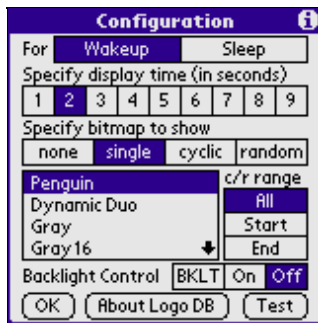 Configuration i
For Wakeup Sleep
Specify display time (in seconds)
1 2 3 4 5 6 7 8 9
Specify bitmap to show
none single cyclic random
Penguin
Dynamic Duo
Gray
Gray16
c/r range
All
Start
End
Backlight Control BKLT On Off
OK About Logo DB Test